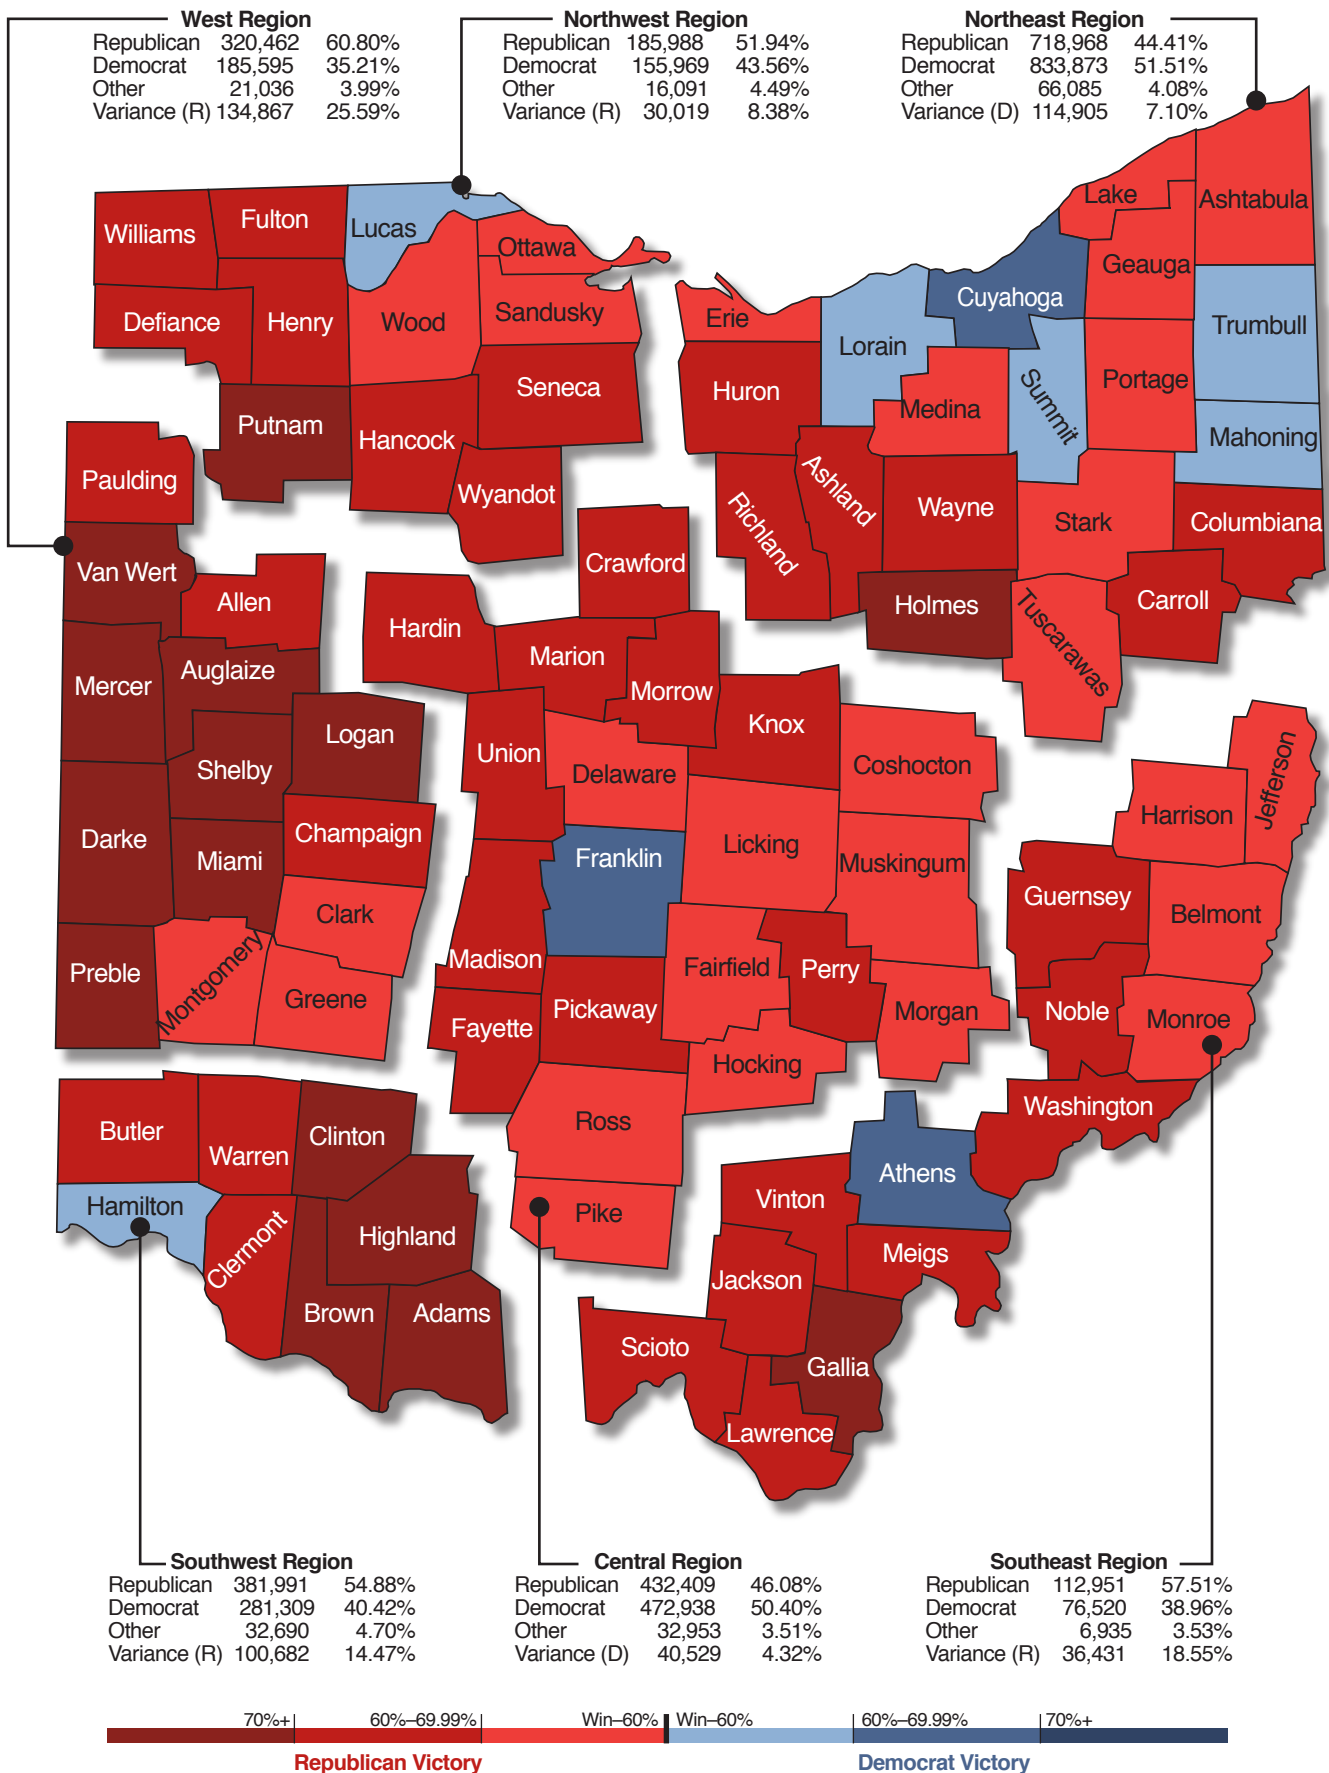 West Region
Republican 320,462 60.80%
Democrat 185,595 35.21%
Other 21,036 3.99%
Variance (R) 134,867 25.59%
Northwest Region
Republican 185,988 51.94%
Democrat 155,969 43.56%
Other 16,091 4.49%
Variance (R) 30,019 8.38%
Northeast Region
Republican 718,968 44.41%
Democrat 833,873 51.51%
Other 66,085 4.08%
Variance (D) 114,905 7.10%
Williams
Fulton
Lucas
Ottawa
Defiance
Henry
Wood
Sandusky
Putnam
Hancock
Seneca
Wyandot
Lake
Ashtabula
Geauga
Cuyahoga
Erie
Lorain
Trumbull
Huron
Medina
Summit
Portage
Mahoning
Richland
Ashland
Wayne
Stark
Columbiana
Holmes
Tuscarawas
Carroll
Paulding
Van Wert
Allen
Mercer
Auglaize
Logan
Shelby
Darke
Miami
Champaign
Clark
Preble
Montgomery
Greene
Crawford
Hardin
Marion
Morrow
Union
Delaware
Knox
Coshocton
Franklin
Licking
Muskingum
Madison
Fairfield
Perry
Fayette
Pickaway
Morgan
Hocking
Ross
Pike
Harrison
Jefferson
Guernsey
Belmont
Noble
Monroe
Washington
Athens
Vinton
Meigs
Jackson
Gallia
Scioto
Lawrence
Butler
Warren
Clinton
Hamilton
Clermont
Highland
Brown
Adams
Southwest Region
Republican 381,991 54.88%
Democrat 281,309 40.42%
Other 32,690 4.70%
Variance (R) 100,682 14.47%
Central Region
Republican 432,409 46.08%
Democrat 472,938 50.40%
Other 32,953 3.51%
Variance (D) 40,529 4.32%
Southeast Region
Republican 112,951 57.51%
Democrat 76,520 38.96%
Other 6,935 3.53%
Variance (R) 36,431 18.55%
70%+ 60%–69.99% Win–60% Win–60% 60%–69.99% 70%+
Republican Victory Democrat Victory